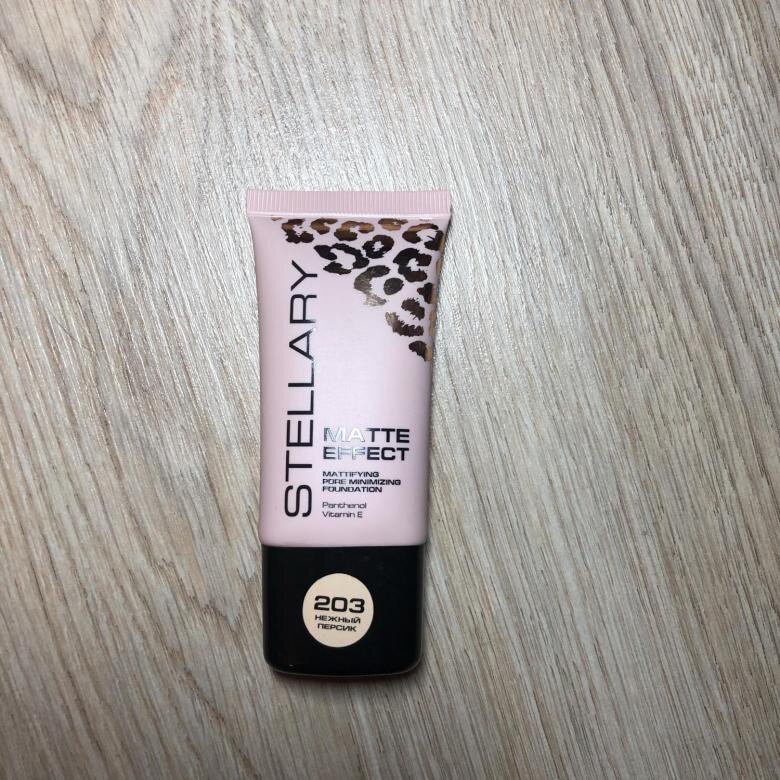 STELLARY
MATTE
EFFECT
MATTIFYING
PORE MINIMIZING
FOUNDATION
Panthenol
Vitamin E
203
НЕЖНЫЙ
ПЕРСИК